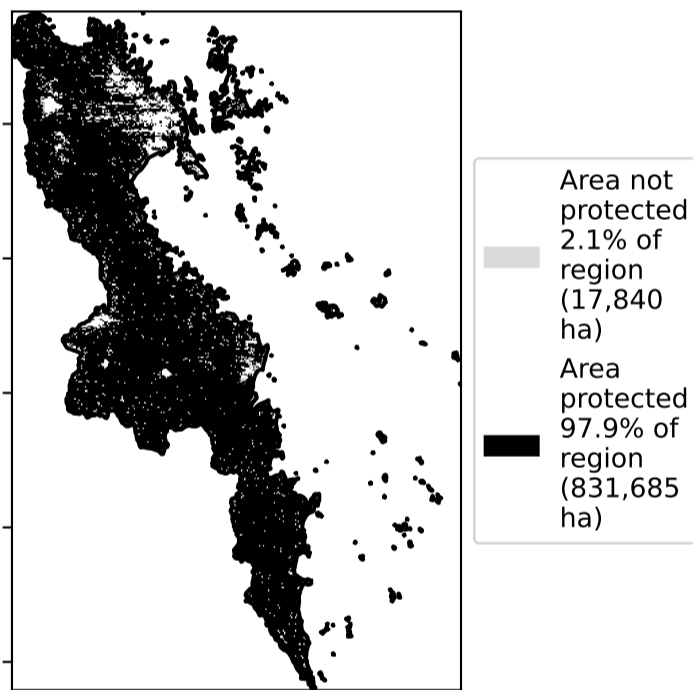 Area not
protected
2.1% of
region
(17,840
ha)
Area
protected
97.9% of
region
(831,685
ha)